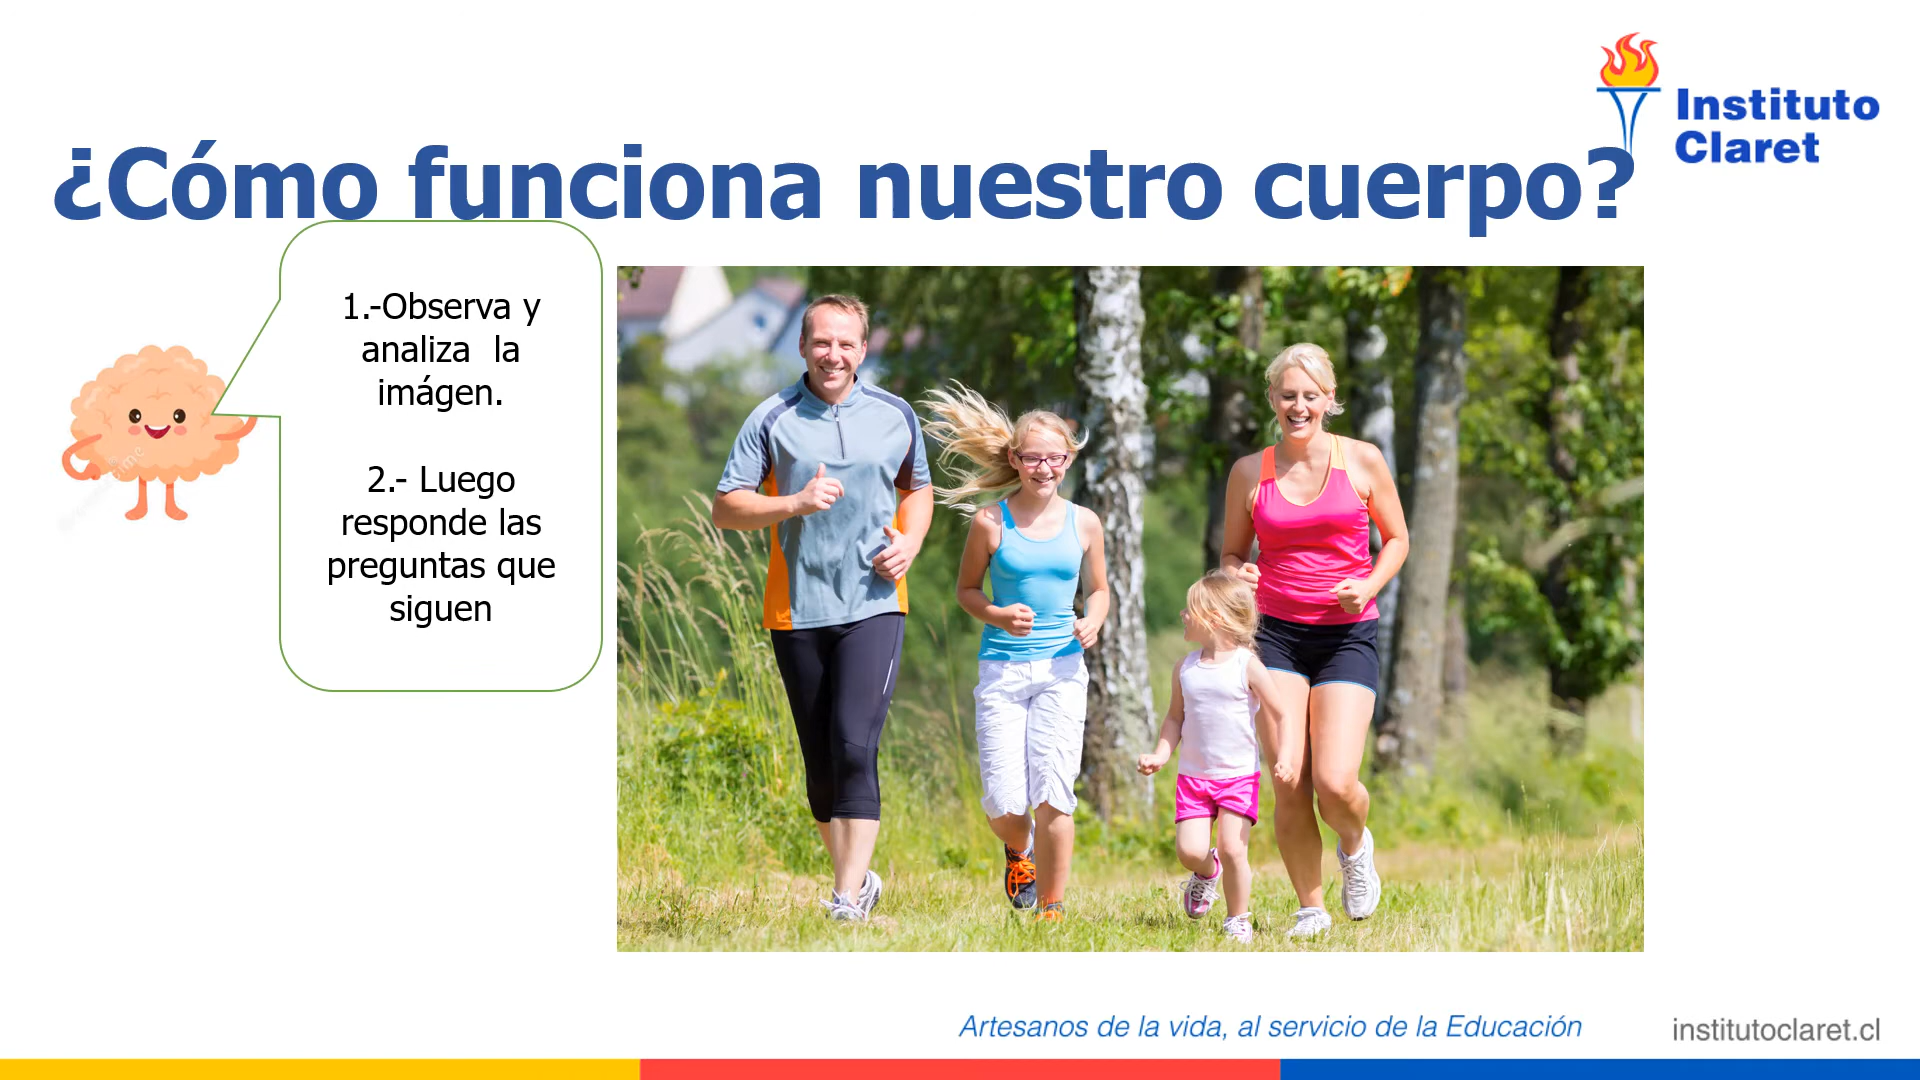 Instituto
Claret
¿Cómo funciona nuestro cuerpo?
1.-Observa y
analiza  la
imágen.
2.- Luego
responde las
preguntas que
siguen
Artesanos de la vida, al servicio de la Educación
institutoclaret.cl